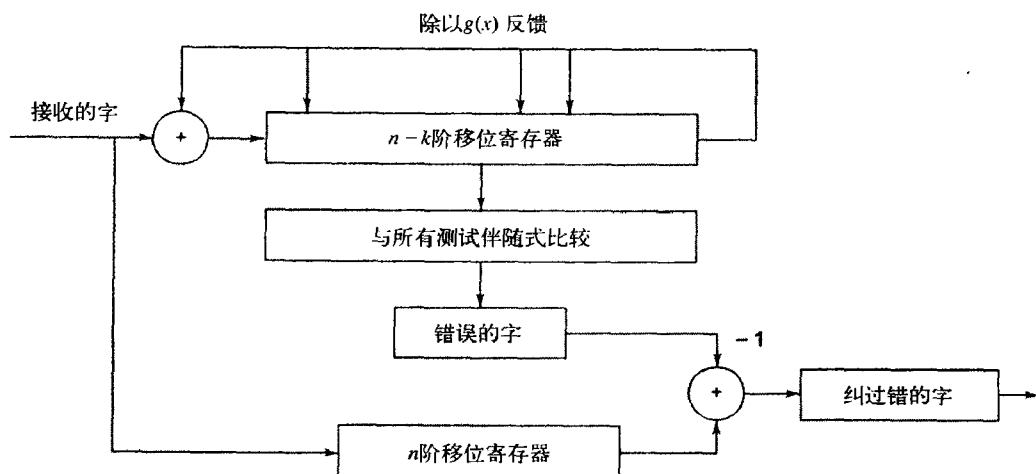 除以g(x) 反馈
接收的字
+
n-k阶移位寄存器
与所有测试伴随式比较
错误的字
-1
+
纠过错的字
n阶移位寄存器